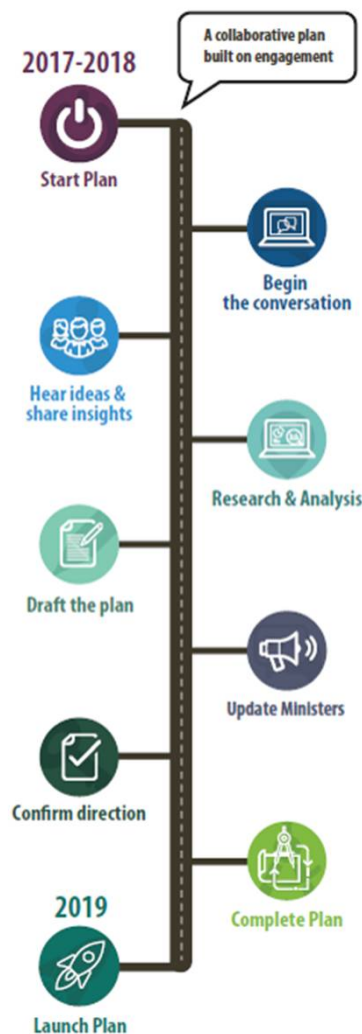 A collaborative plan
built on engagement
2017-2018
Start Plan
Begin
the conversation
Hear ideas &
share insights
Research & Analysis
Draft the plan
Update Ministers
Confirm direction
Complete Plan
2019
Launch Plan